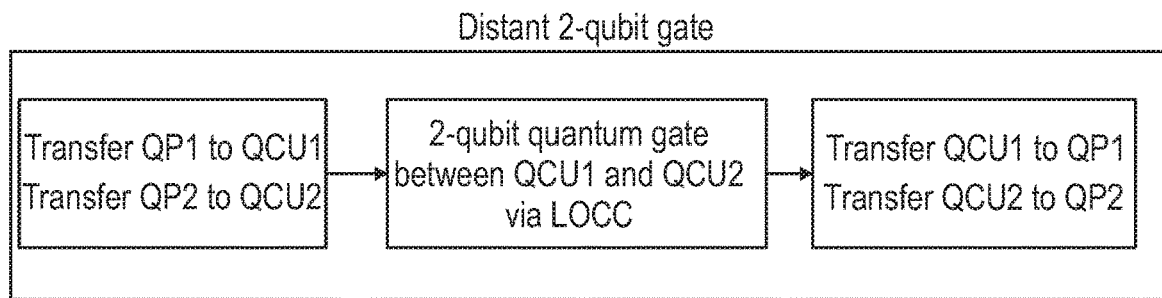 Distant 2-qubit gate
Transfer QP1 to QCU1
Transfer QP2 to QCU2
2-qubit quantum gate
between QCU1 and QCU2
via LOCC
Transfer QCU1 to QP1
Transfer QCU2 to QP2